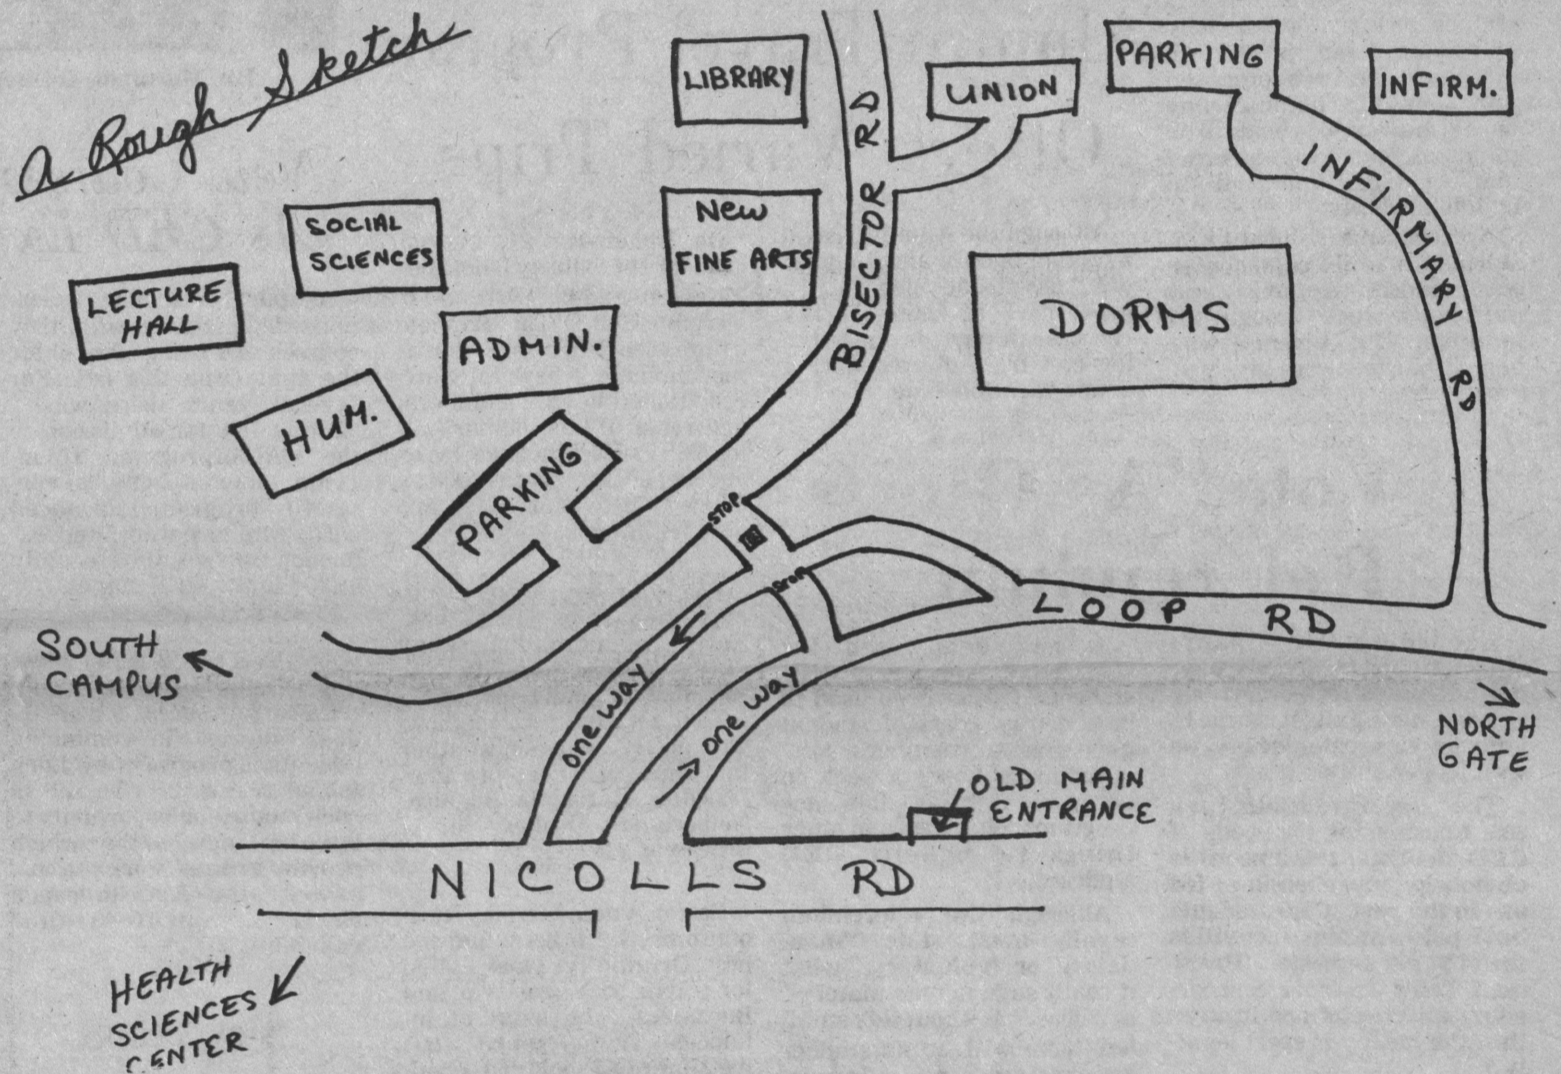 A Rough Sketch
LIBRARY
UNION
PARKING
INFIRM.
BISECTOR RD
INFIRMARY RD
SOCIAL
SCIENCES
New
FINE ARTS
LECTURE
HALL
ADMIN.
DORMS
HUM.
PARKING
STOP
STOP
LOOP RD
SOUTH
CAMPUS
one way
one way
NORTH
GATE
OLD MAIN
ENTRANCE
NICOLLS RD
HEALTH
SCIENCES
CENTER